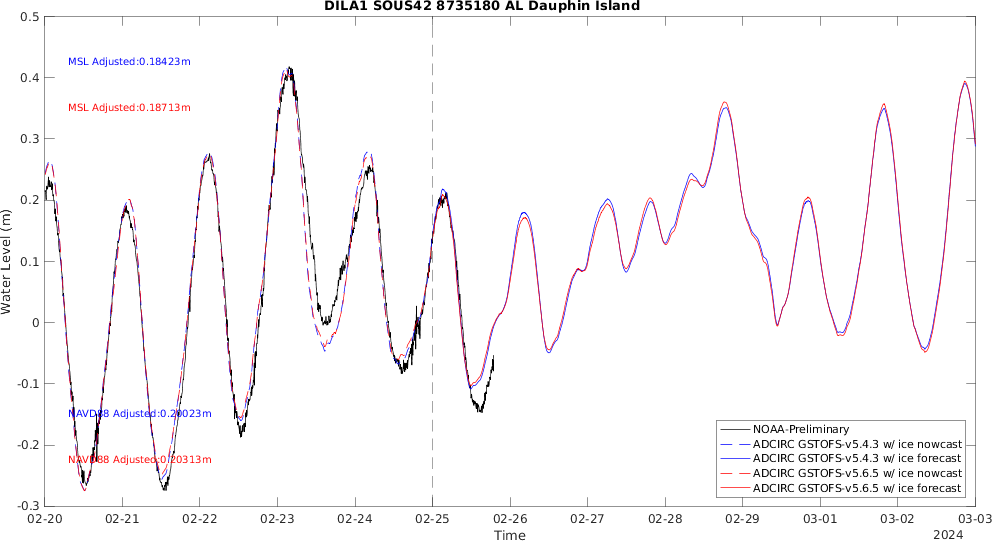 DILA1 SOUS42 8735180 AL Dauphin Island
0.5
0.4
0.3
0.2
0.1
0
-0.1
-0.2
-0.3
Water Level (m)
MSL Adjusted:0.18423m
MSL Adjusted:0.18713m
NAVD88 Adjusted:0.20023m
NAVD88 Adjusted:0.20313m
NOAA-Preliminary
ADCIRC GSTOFS-v5.4.3 w/ ice nowcast
ADCIRC GSTOFS-v5.4.3 w/ ice forecast
ADCIRC GSTOFS-v5.6.5 w/ ice nowcast
ADCIRC GSTOFS-v5.6.5 w/ ice forecast
02-20 02-21 02-22 02-23 02-24 02-25 02-26 02-27 02-28 02-29 03-01 03-02 03-03
Time
2024